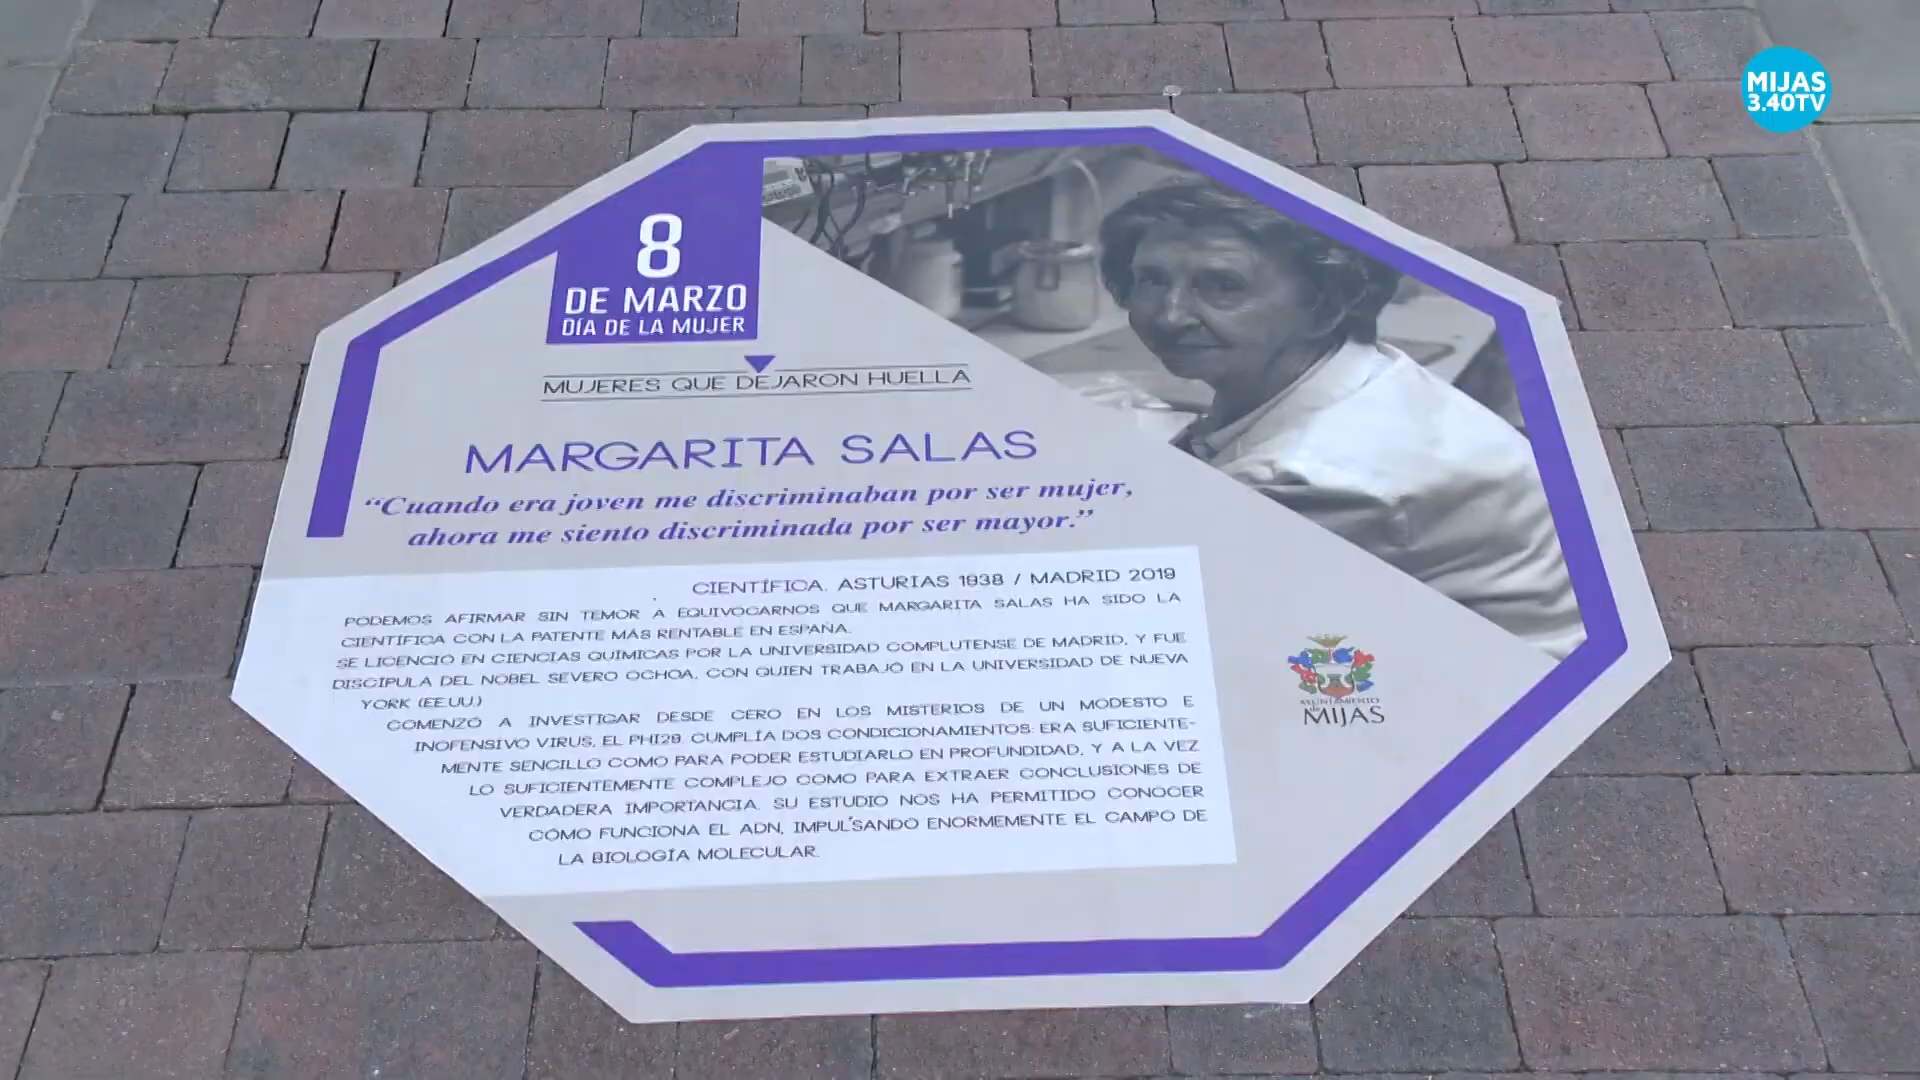 MIJAS
3.40TV
8
DE MARZO
DÍA DE LA MUJER
MUJERES QUE DEJARON HUELLA
MARGARITA SALAS
“Cuando era joven me discriminaban por ser mujer,
ahora me siento discriminada por ser mayor.”
CIENTÍFICA. ASTURIAS 1938 / MADRID 2019
PODEMOS AFIRMAR SIN TEMOR A EQUIVOCARNOS QUE MARGARITA SALAS HA SIDO LA
CIENTÍFICA CON LA PATENTE MÁS RENTABLE EN ESPAÑA.
SE LICENCIÓ EN CIENCIAS QUÍMICAS POR LA UNIVERSIDAD COMPLUTENSE DE MADRID, Y FUE
DISCÍPULA DEL NOBEL SEVERO OCHOA, CON QUIEN TRABAJÓ EN LA UNIVERSIDAD DE NUEVA
YORK (EE.UU.)
COMENZÓ A INVESTIGAR DESDE CERO EN LOS MISTERIOS DE UN MODESTO E
INOFENSIVO VIRUS, EL PHI29. CUMPLÍA DOS CONDICIONAMIENTOS: ERA SUFICIENTE-
MENTE SENCILLO COMO PARA PODER ESTUDIARLO EN PROFUNDIDAD, Y A LA VEZ
LO SUFICIENTEMENTE COMPLEJO COMO PARA EXTRAER CONCLUSIONES DE
VERDADERA IMPORTANCIA. SU ESTUDIO NOS HA PERMITIDO CONOCER
CÓMO FUNCIONA EL ADN, IMPULSANDO ENORMEMENTE EL CAMPO DE
LA BIOLOGÍA MOLECULAR.
AYUNTAMIENTO
de
MIJAS